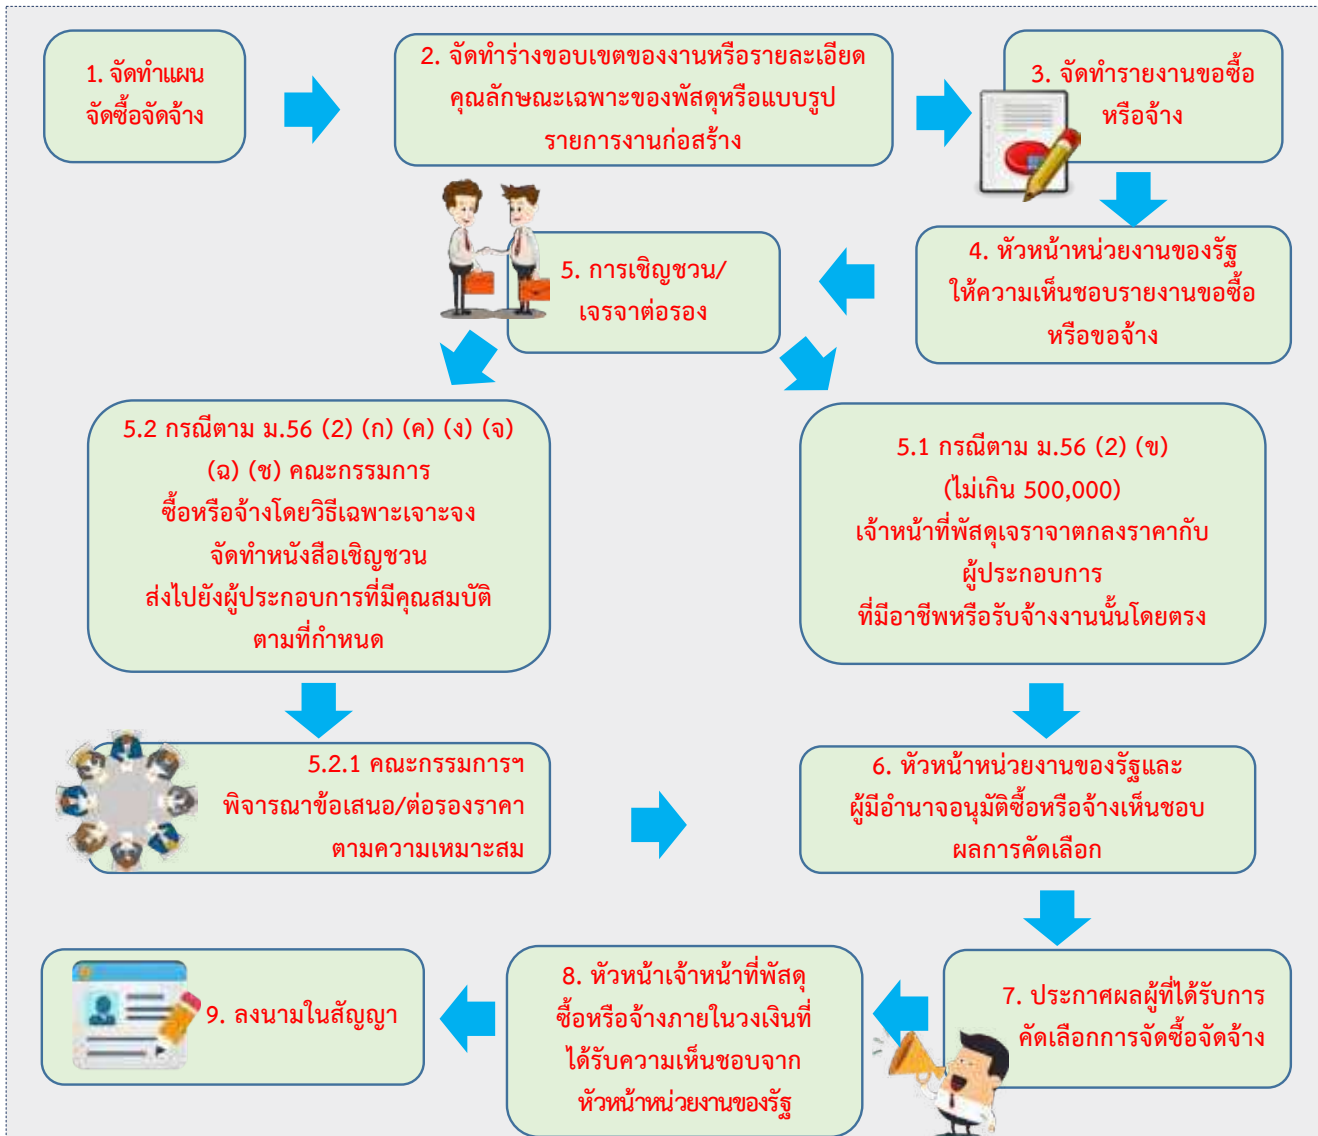 1. จัดทำแผน
จัดซื้อจัดจ้าง
2. จัดทำร่างขอบเขตของงานหรือรายละเอียด
คุณลักษณะเฉพาะของพัสดุหรือแบบรูป
รายการงานก่อสร้าง
3. จัดทำรายงานขอซื้อ
หรือจ้าง
4. หัวหน้าหน่วยงานของรัฐ
ให้ความเห็นชอบรายงานขอซื้อ
หรือขอจ้าง
5. การเชิญชวน/
เจรจาต่อรอง
5.2 กรณีตาม ม.56 (2) (ก) (ค) (ง) (จ)
(ฉ) (ช) คณะกรรมการ
ซื้อหรือจ้างโดยวิธีเฉพาะเจาะจง
จัดทำหนังสือเชิญชวน
ส่งไปยังผู้ประกอบการที่มีคุณสมบัติ
ตามที่กำหนด
5.1 กรณีตาม ม.56 (2) (ข)
(ไม่เกิน 500,000)
เจ้าหน้าที่พัสดุเจราจาตกลงราคากับ
ผู้ประกอบการ
ที่มีอาชีพหรือรับจ้างงานนั้นโดยตรง
5.2.1 คณะกรรมการฯ
พิจารณาข้อเสนอ/ต่อรองราคา
ตามความเหมาะสม
6. หัวหน้าหน่วยงานของรัฐและ
ผู้มีอำนาจอนุมัติซื้อหรือจ้างเห็นชอบ
ผลการคัดเลือก
7. ประกาศผลผู้ที่ได้รับการ
คัดเลือกการจัดซื้อจัดจ้าง
8. หัวหน้าเจ้าหน้าที่พัสดุ
ซื้อหรือจ้างภายในวงเงินที่
ได้รับความเห็นชอบจาก
หัวหน้าหน่วยงานของรัฐ
9. ลงนามในสัญญา